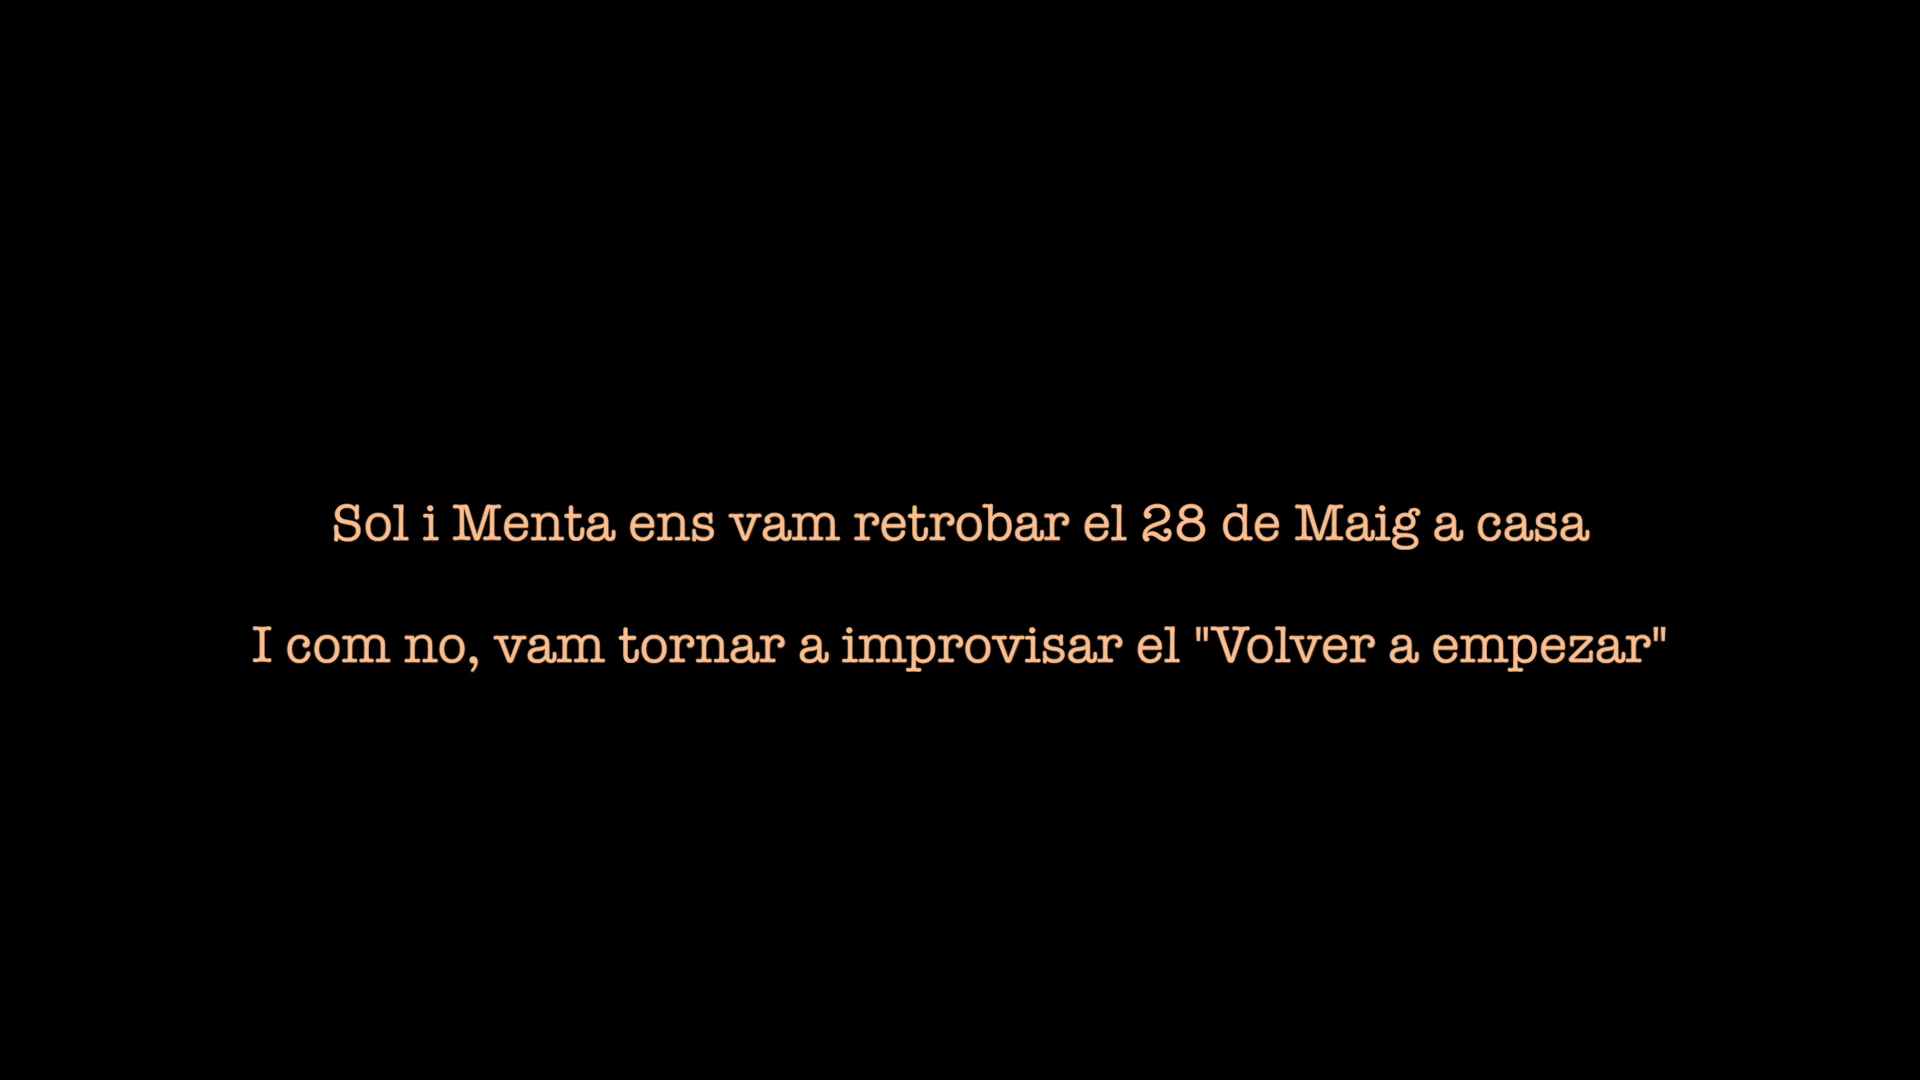 Sol i Menta ens vam retrobar el 28 de Maig a casa
I com no, vam tornar a improvisar el "Volver a empezar"